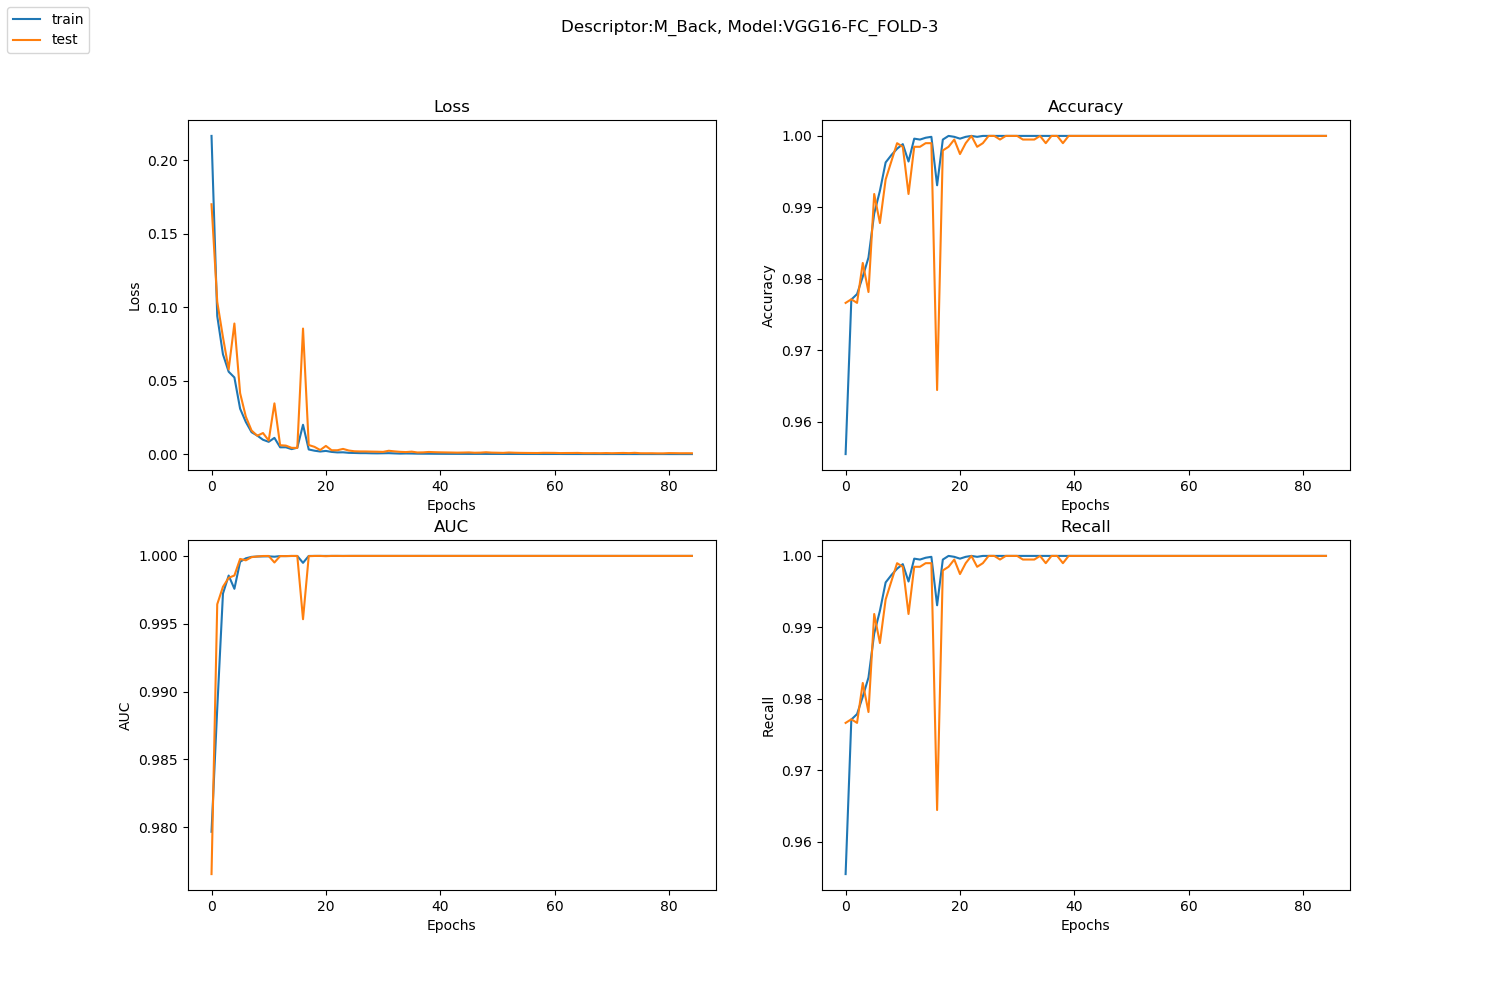 train
test
Descriptor:M_Back, Model:VGG16-FC_FOLD-3
Loss
0.20
0.15
0.10
0.05
0.00
Loss
0 20 40 60 80
Epochs
Accuracy
1.00
0.99
0.98
0.97
0.96
Accuracy
0 20 40 60 80
Epochs
AUC
1.000
0.995
0.990
0.985
0.980
AUC
0 20 40 60 80
Epochs
Recall
1.00
0.99
0.98
0.97
0.96
Recall
0 20 40 60 80
Epochs